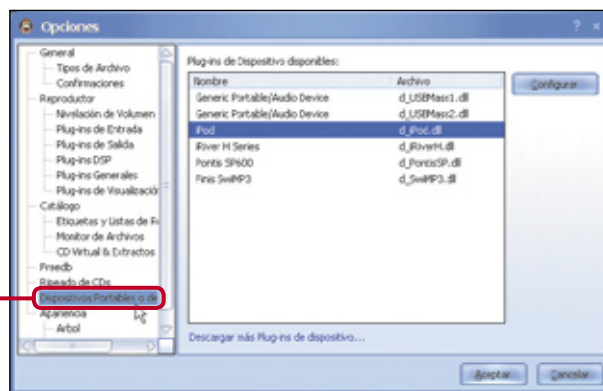 Opciones
General
Tipos de Archivo
Confirmaciones
Reproductor
Nivelación de Volumen
Plug-ins de Entrada
Plug-ins de Salida
Plug-ins DSP
Plug-ins Generales
Plug-ins de Visualizació
Catálogo
Etiquetas y Listas de Re
Monitor de Archivos
CD Virtual & Extractos
Freedb
Ripeado de CDs
Dispositivos Portables o de
Apariencia
Arbol
Plug-ins de Dispositivo disponibles:
Nombre Archivo
Generic Portable/Audio Device d_USBMass1.dll
Generic Portable/Audio Device d_USBMass2.dll
iPod d_iPod.dll
iRiver H Series d_iRiverH.dll
Pontis SP600 d_PontisSP.dll
Finis SwiMP3 d_SwiMP3.dll
Configurar
Descargar más Plug-ins de dispositivo...
Aceptar Cancelar